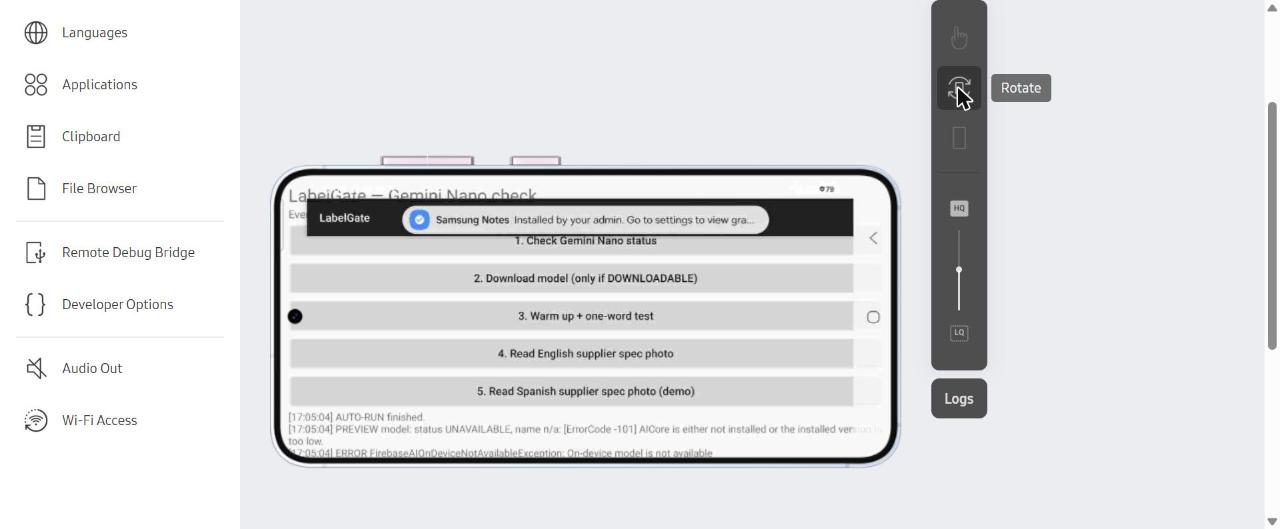 Languages
Applications
Clipboard
File Browser
Remote Debug Bridge
Developer Options
Audio Out
Wi-Fi Access
LabelGate — Gemini Nano check
79
LabelGate
Samsung Notes Installed by your admin. Go to settings to view gra...
1. Check Gemini Nano status
2. Download model (only if DOWNLOADABLE)
3. Warm up + one-word test
4. Read English supplier spec photo
5. Read Spanish supplier spec photo (demo)
[17:05:04] AUTO-RUN finished.
[17:05:04] PREVIEW model: status UNAVAILABLE, name n/a: [ErrorCode -101] AICore is either not installed or the installed
too low.
[17:05:04] ERROR FirebaseAIOnDeviceNotAvailableException: On-device model is not available
Rotate
HQ
LQ
Logs